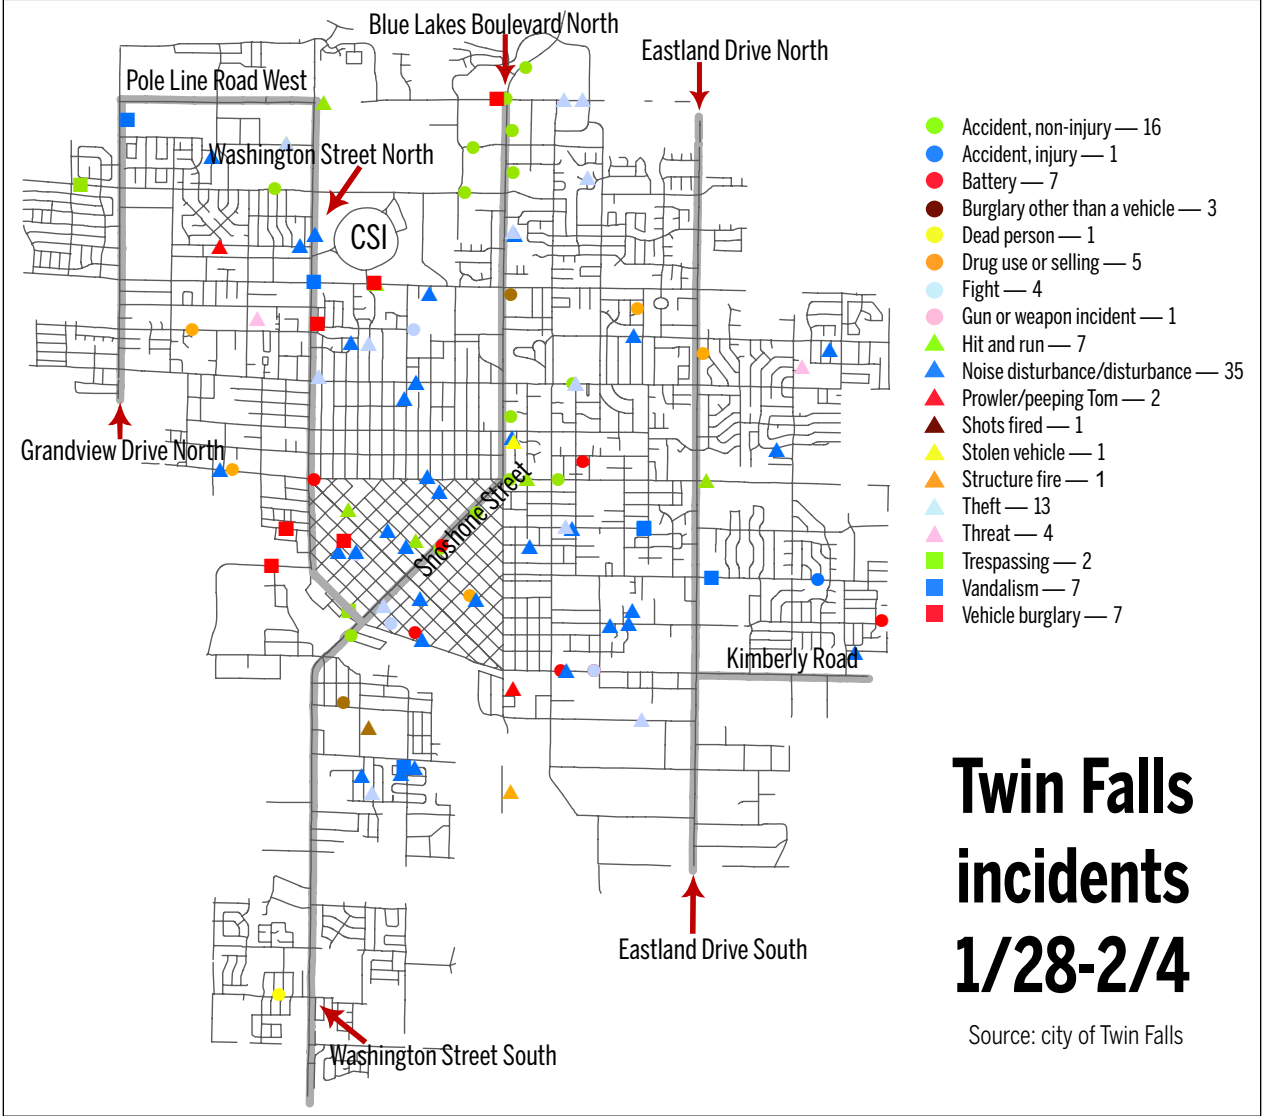 Blue Lakes Boulevard North
Eastland Drive North
Pole Line Road West
Washington Street North
CSI
Grandview Drive North
Shoshone Street
Kimberly Road
Eastland Drive South
Washington Street South
Accident, non-injury — 16
Accident, injury — 1
Battery — 7
Burglary other than a vehicle — 3
Dead person — 1
Drug use or selling — 5
Fight — 4
Gun or weapon incident — 1
Hit and run — 7
Noise disturbance/disturbance — 35
Prowler/peeping Tom — 2
Shots fired — 1
Stolen vehicle — 1
Structure fire — 1
Theft — 13
Threat — 4
Trespassing — 2
Vandalism — 7
Vehicle burglary — 7
Twin Falls
incidents
1/28-2/4
Source: city of Twin Falls